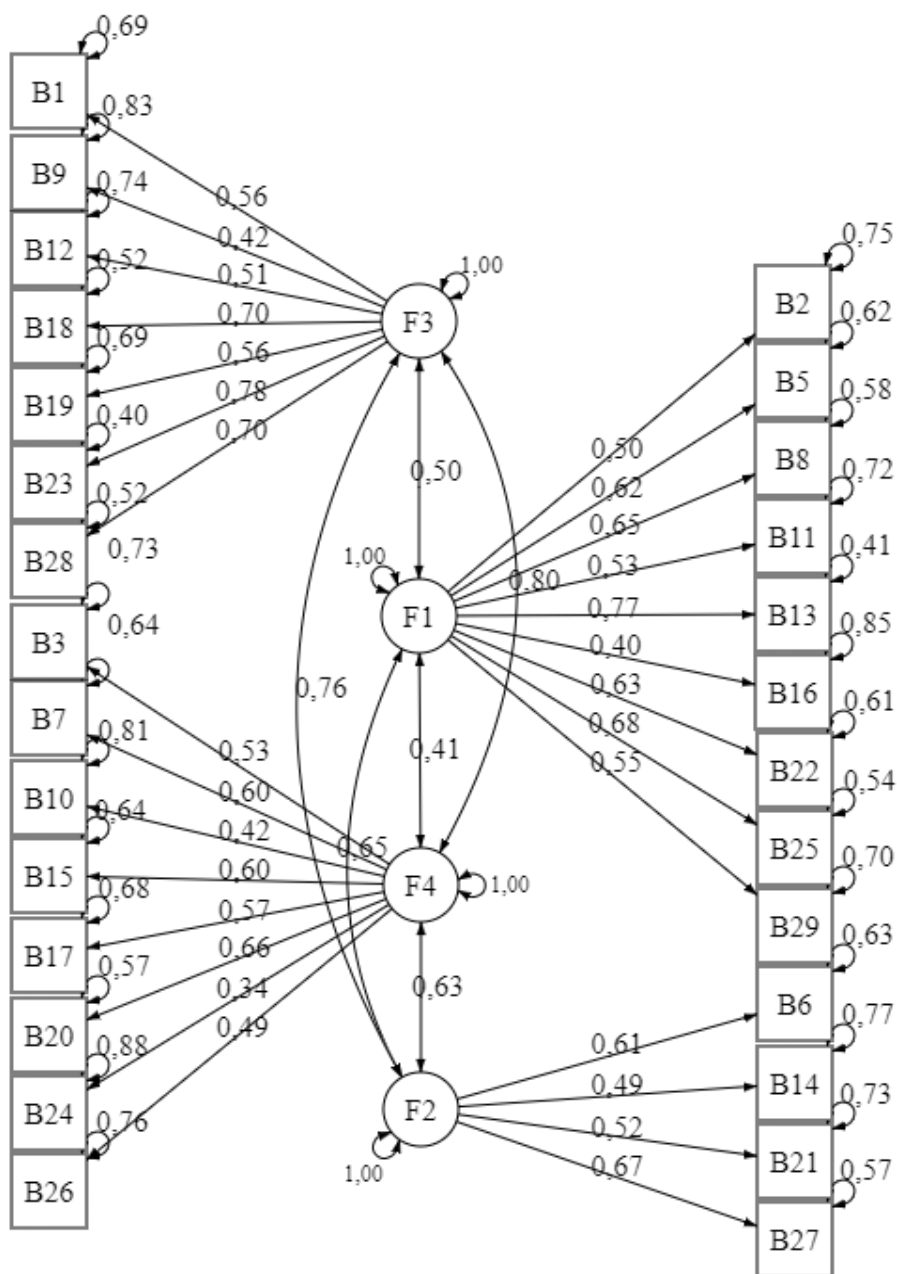 0,69
B1
0,83
B9
0,74
B12
0,52
B18
0,69
B19
0,40
B23
0,52
B28
0,73
B3
0,64
B7
0,81
B10
0,64
B15
0,68
B17
0,57
B20
0,88
B24
0,76
B26
0,56
0,42
0,51
0,70
0,56
0,78
0,70
0,53
0,60
0,42
0,60
0,57
0,66
0,34
0,49
1,00
F3
0,50
0,80
1,00
F1
0,76
0,41
0,65
F4
1,00
0,63
F2
1,00
0,50
0,62
0,65
0,53
0,77
0,40
0,63
0,68
0,55
0,61
0,49
0,52
0,67
0,75
B2
0,62
B5
0,58
B8
0,72
B11
0,41
B13
0,85
B16
0,61
B22
0,54
B25
0,70
B29
0,63
B6
0,77
B14
0,73
B21
0,57
B27